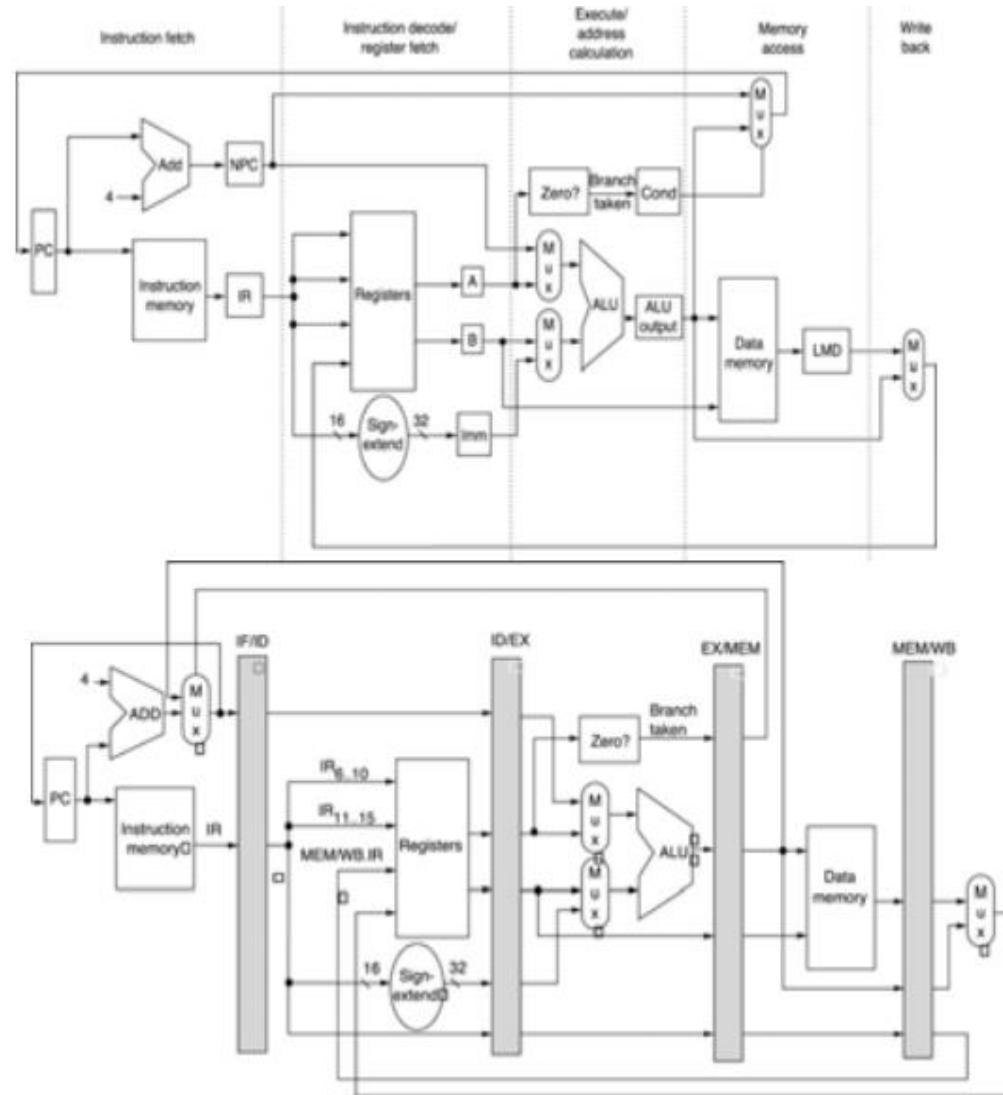 Instruction fetch
Instruction decode/
register fetch
Execute/
address
calculation
Memory
access
Write
back
M
u
x
Add
NPC
4
Zero?
Branch
taken
Cond
PC
Instruction
memory
IR
Registers
A
B
M
u
x
M
u
x
ALU
ALU
output
Data
memory
LMD
M
u
x
16
Sign-
extend
32
Imm
IF/ID
ID/EX
EX/MEM
MEM/WB
4
ADD
M
u
x
Branch
taken
Zero?
PC
Instruction
memory
IR
IR6..10
IR11..15
MEM/WB.IR
Registers
M
u
x
M
u
x
ALU
Data
memory
M
u
x
16
Sign-
extend
32